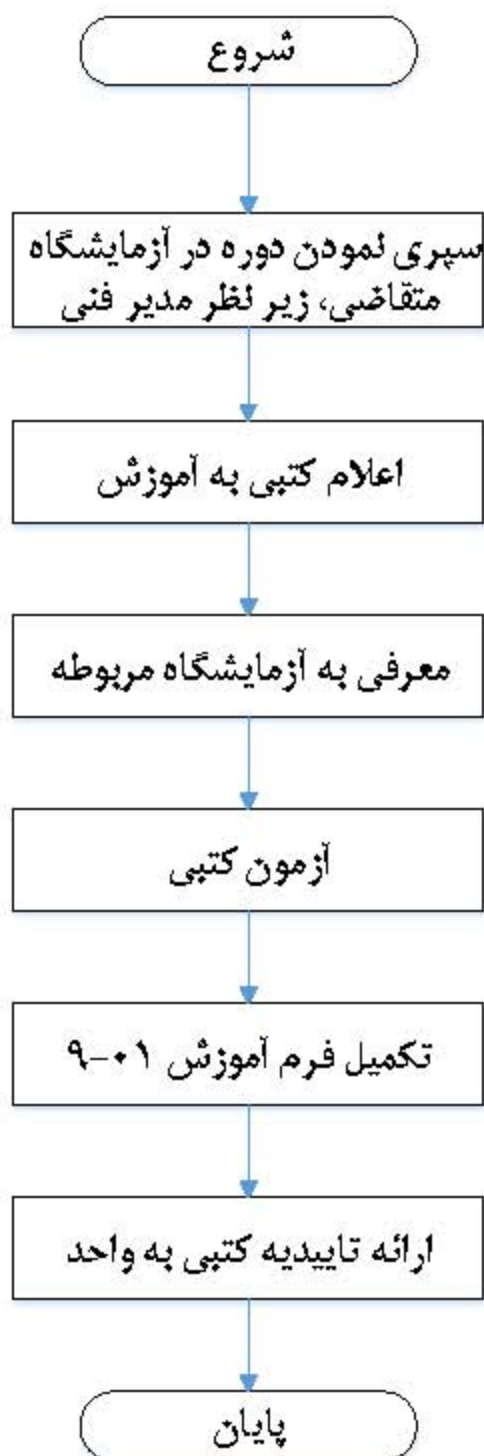 شروع
سپری نمودن دوره در آزمایشگاه
متقاضی، زیر نظر مدیر فنی
اعلام کتبی به آموزش
معرفی به آزمایشگاه مربوطه
آزمون کتبی
تکمیل فرم آموزش ۰۱-۹
ارائه تاییدیه کتبی به واحد
پایان